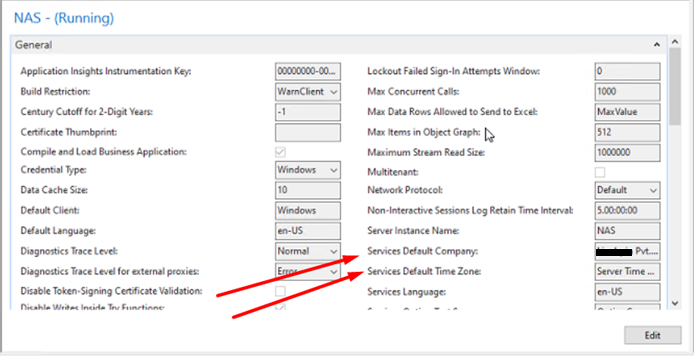 NAS - (Running)
General
Application Insights Instrumentation Key: 00000000-00...
Build Restriction: WarnClient
Century Cutoff for 2-Digit Years: -1
Certificate Thumbprint:
Compile and Load Business Application:
Credential Type: Windows
Data Cache Size: 10
Default Client: Windows
Default Language: en-US
Diagnostics Trace Level: Normal
Diagnostics Trace Level for external proxies: Error
Disable Token-Signing Certificate Validation:
Disable Writes Inside Try Functions:
Lockout Failed Sign-In Attempts Window: 0
Max Concurrent Calls: 1000
Max Data Rows Allowed to Send to Excel: MaxValue
Max Items in Object Graph: 512
Maximum Stream Read Size: 1000000
Multitenant:
Network Protocol: Default
Non-Interactive Sessions Log Retain Time Interval: 5.00:00:00
Server Instance Name: NAS
Services Default Company: Pvt....
Services Default Time Zone: Server Time ...
Services Language: en-US
Edit